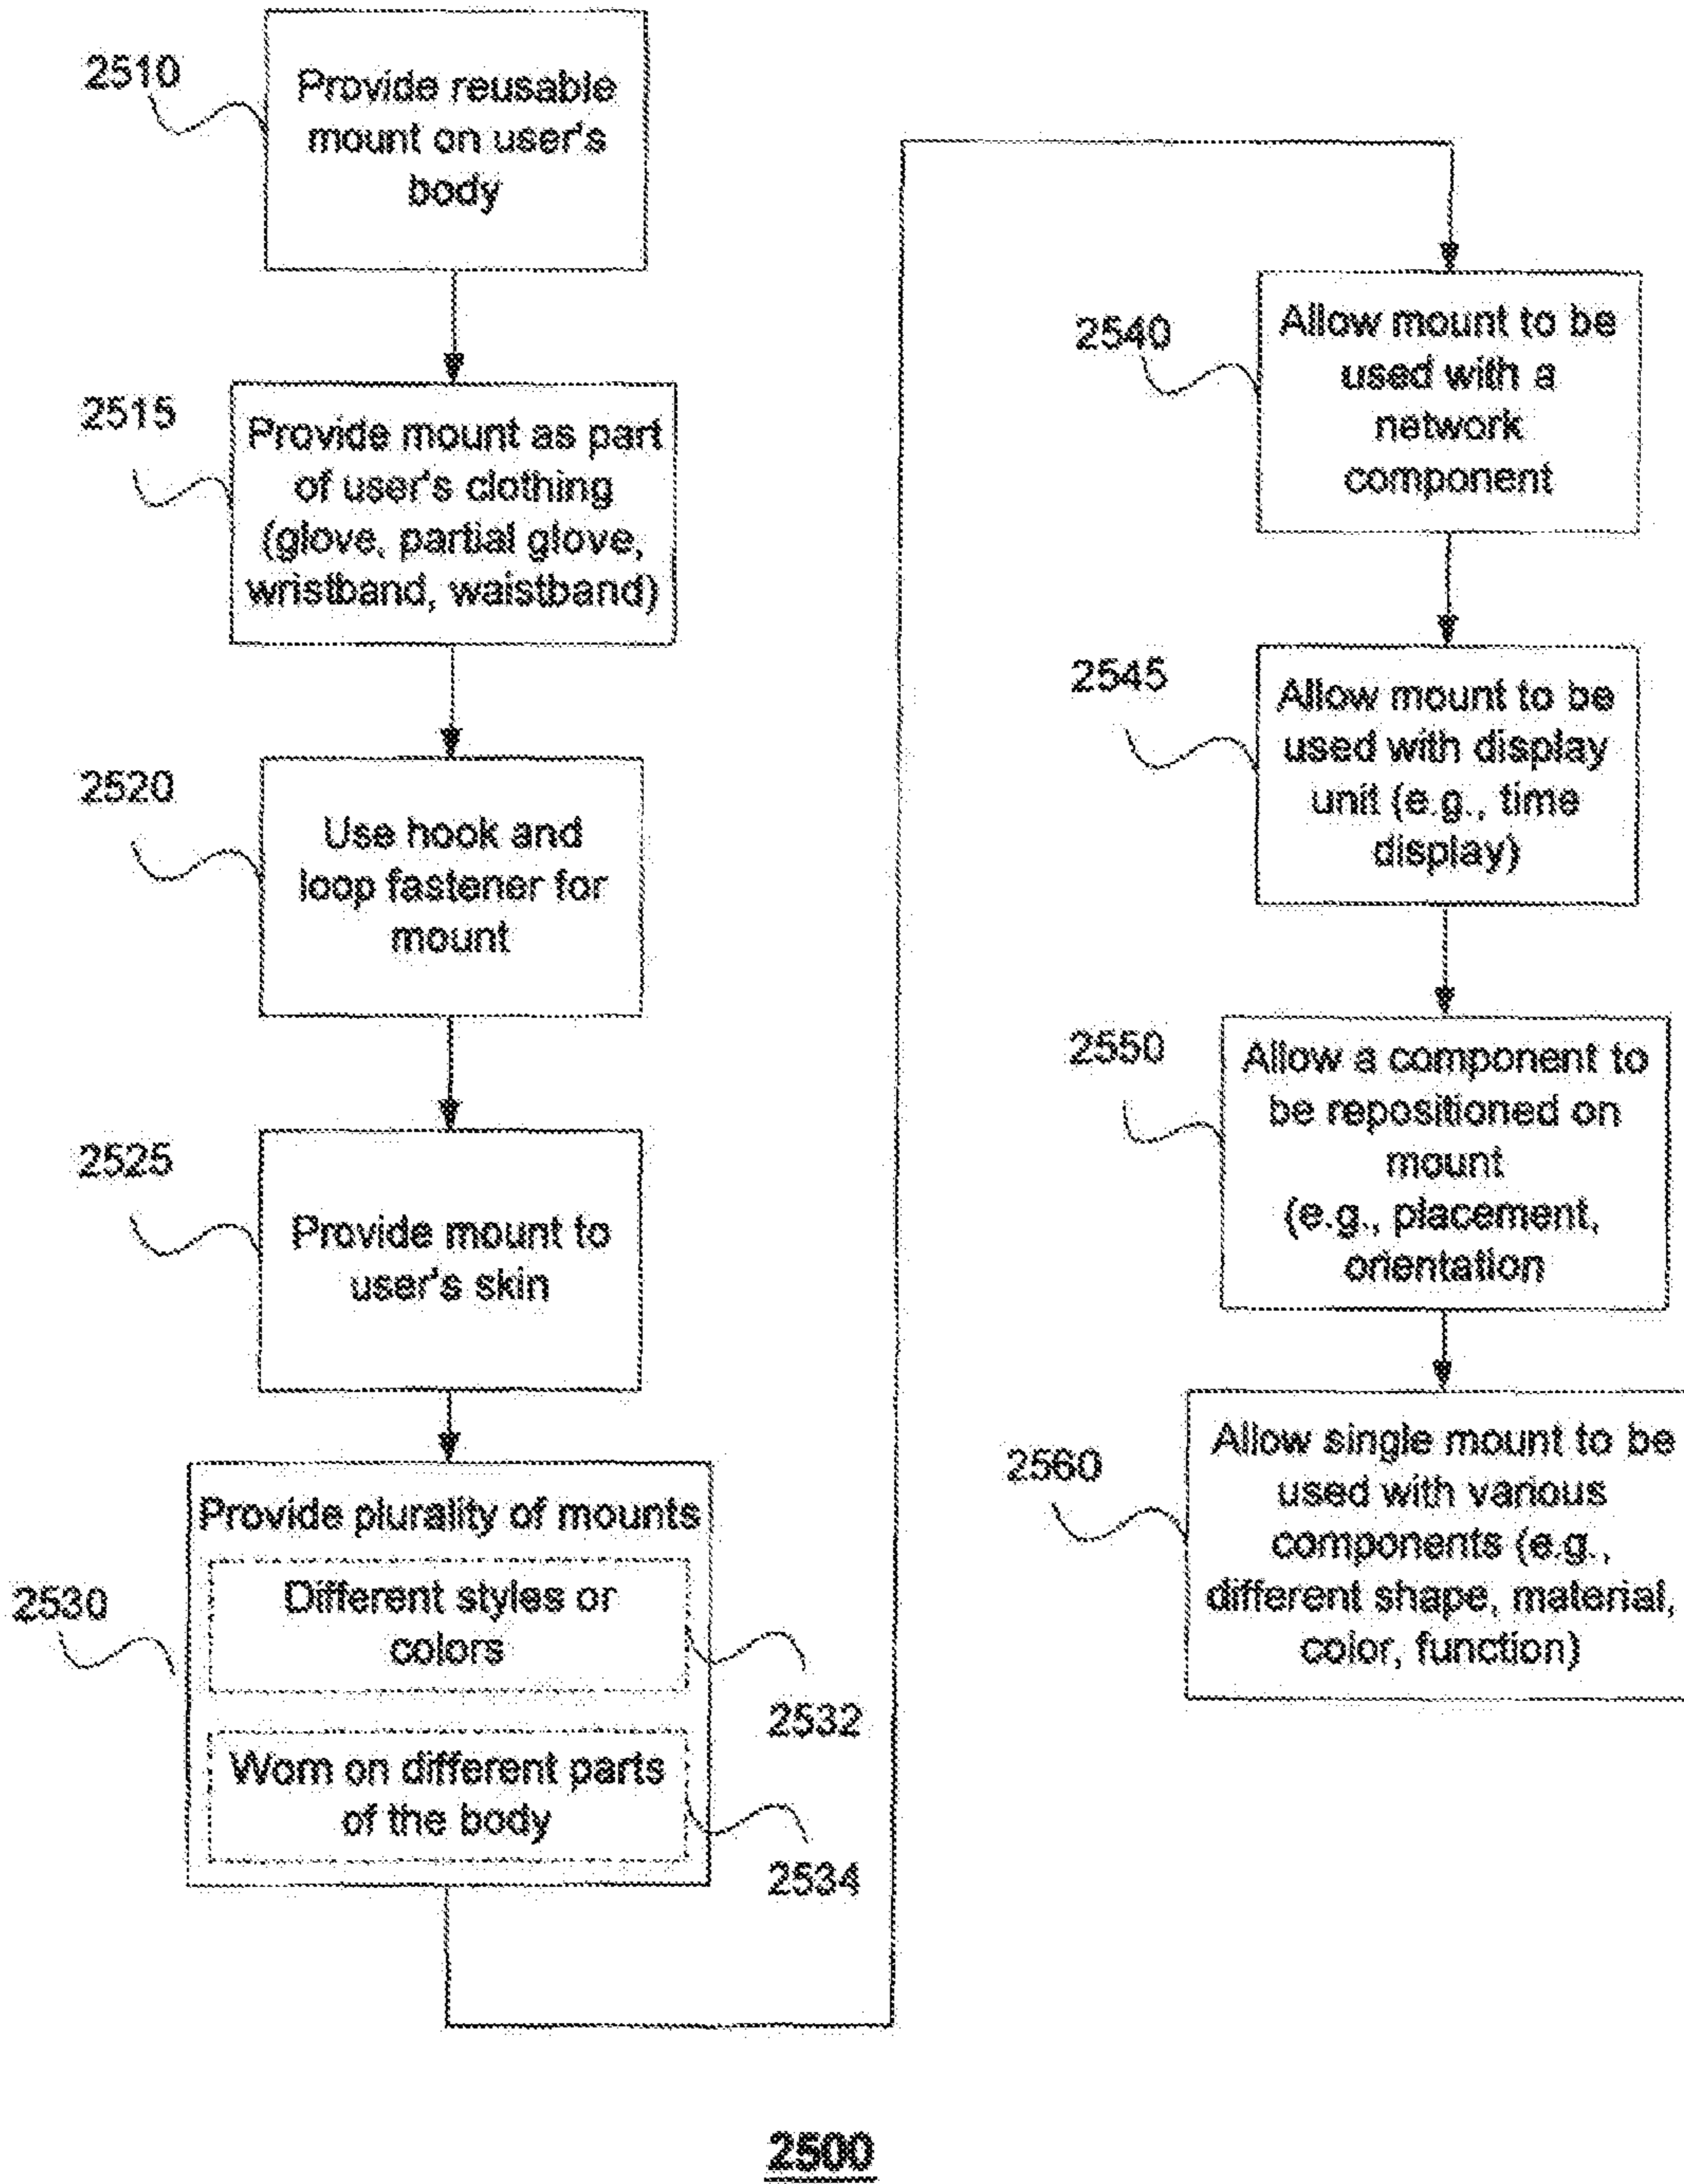 2510
Provide reusable
mount on user's
body
2515
Provide mount as part
of user's clothing
(glove, partial glove,
wristband, waistband)
2520
Use hook and
loop fastener for
mount
2525
Provide mount to
user's skin
2530
Provide plurality of mounts
Different styles or
colors
2532
Worn on different parts
of the body
2534
2540
Allow mount to be
used with a
network
component
2545
Allow mount to be
used with display
unit (e.g., time
display)
2550
Allow a component to
be repositioned on
mount
(e.g., placement,
orientation
2560
Allow single mount to be
used with various
components (e.g.,
different shape, material,
color, function)
2500